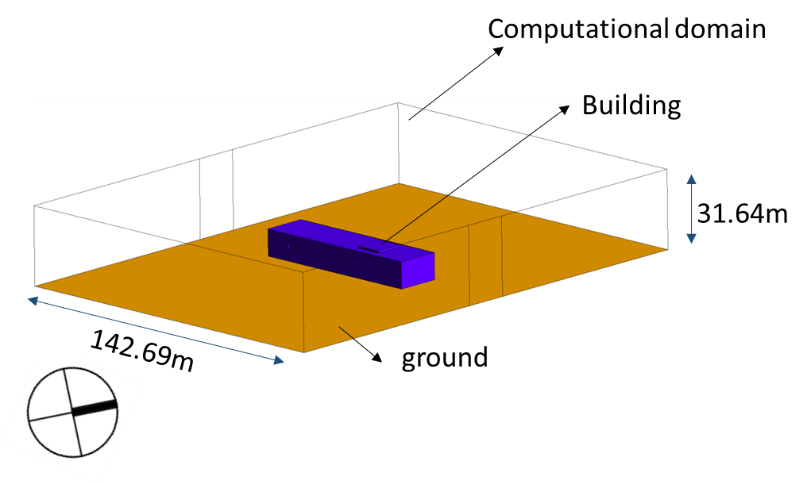 Computational domain
Building
31.64m
142.69m
ground